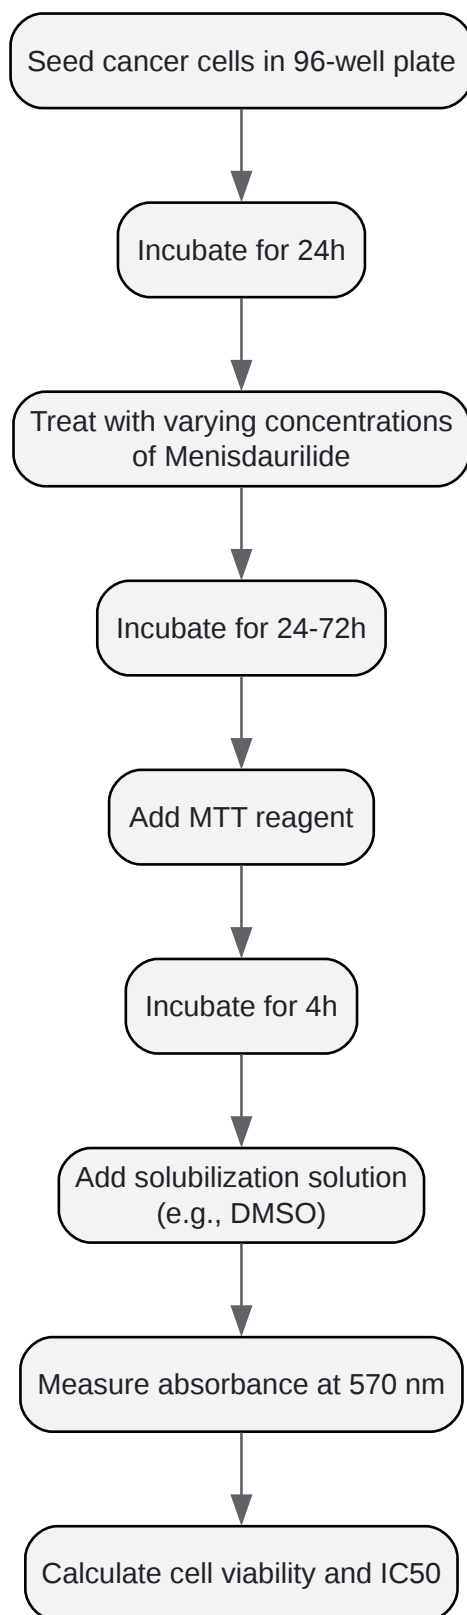 Seed cancer cells in 96-well plate
Incubate for 24h
Treat with varying concentrations
of Menisdaurilide
Incubate for 24-72h
Add MTT reagent
Incubate for 4h
Add solubilization solution
(e.g., DMSO)
Measure absorbance at 570 nm
Calculate cell viability and IC50